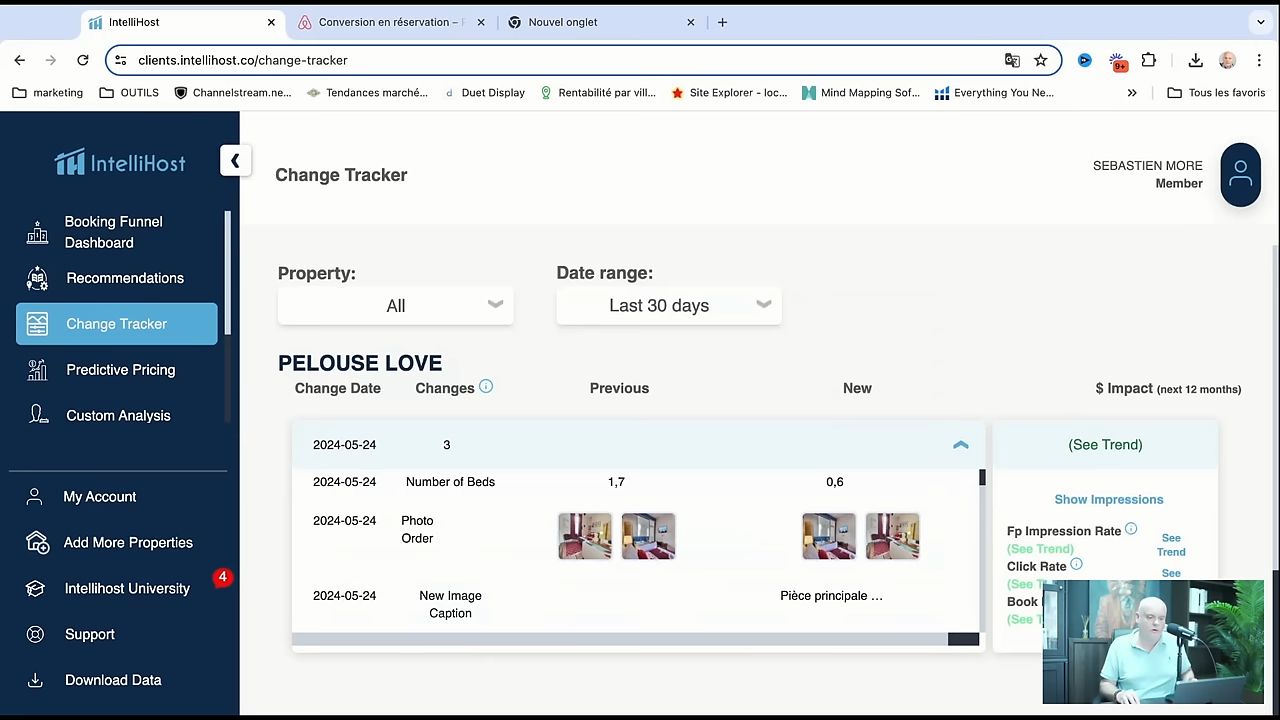 IntelliHost
Conversion en réservation –
Nouvel onglet
clients.intellihost.co/change-tracker
9+
marketing
OUTILS
Channelstream.ne...
Tendances marché...
Duet Display
Rentabilité par vill...
Site Explorer - loc...
Mind Mapping Sof...
Everything You Ne...
Tous les favoris
IntelliHost
Change Tracker
SEBASTIEN MORE
Member
Booking Funnel
Dashboard
Recommendations
Change Tracker
Predictive Pricing
Custom Analysis
My Account
Add More Properties
Intellihost University
4
Support
Download Data
Property:
Date range:
All
Last 30 days
PELOUSE LOVE
Change Date
Changes
Previous
New
$ Impact (next 12 months)
2024-05-24
3
(See Trend)
2024-05-24
Number of Beds
1,7
0,6
2024-05-24
Photo
Order
2024-05-24
New Image
Caption
Pièce principale ...
Show Impressions
Fp Impression Rate
(See Trend)
See
Trend
Click Rate
See
(See T
Book
(See T